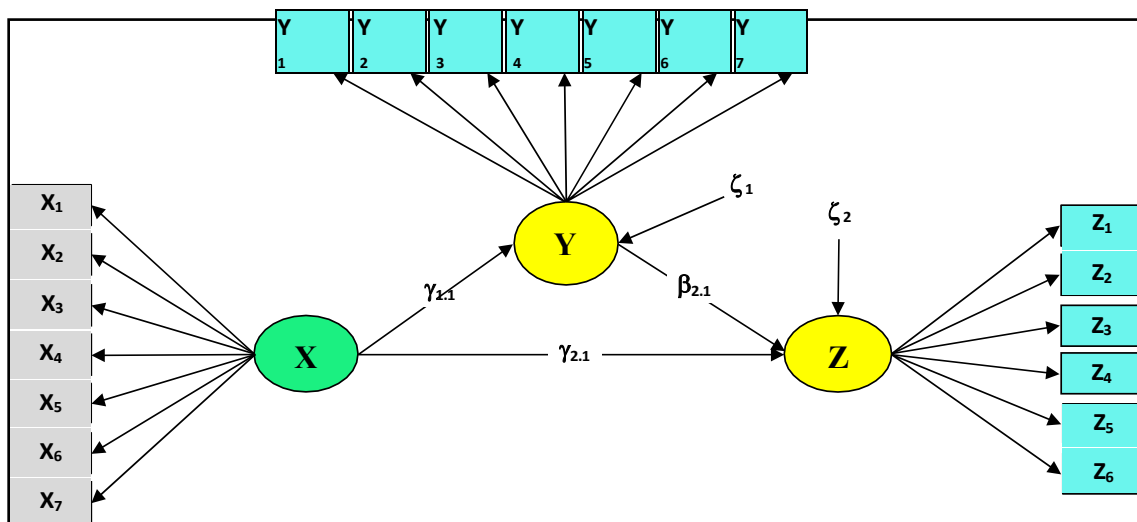 Y Y Y Y Y Y Y
1 2 3 4 5 6 7
X₁
X₂
X₃
X₄
X₅
X₆
X₇
ζ₁
ζ₂
Y
γ₁.₁
β₂.₁
X
γ₂.₁
Z
Z₁
Z₂
Z₃
Z₄
Z₅
Z₆